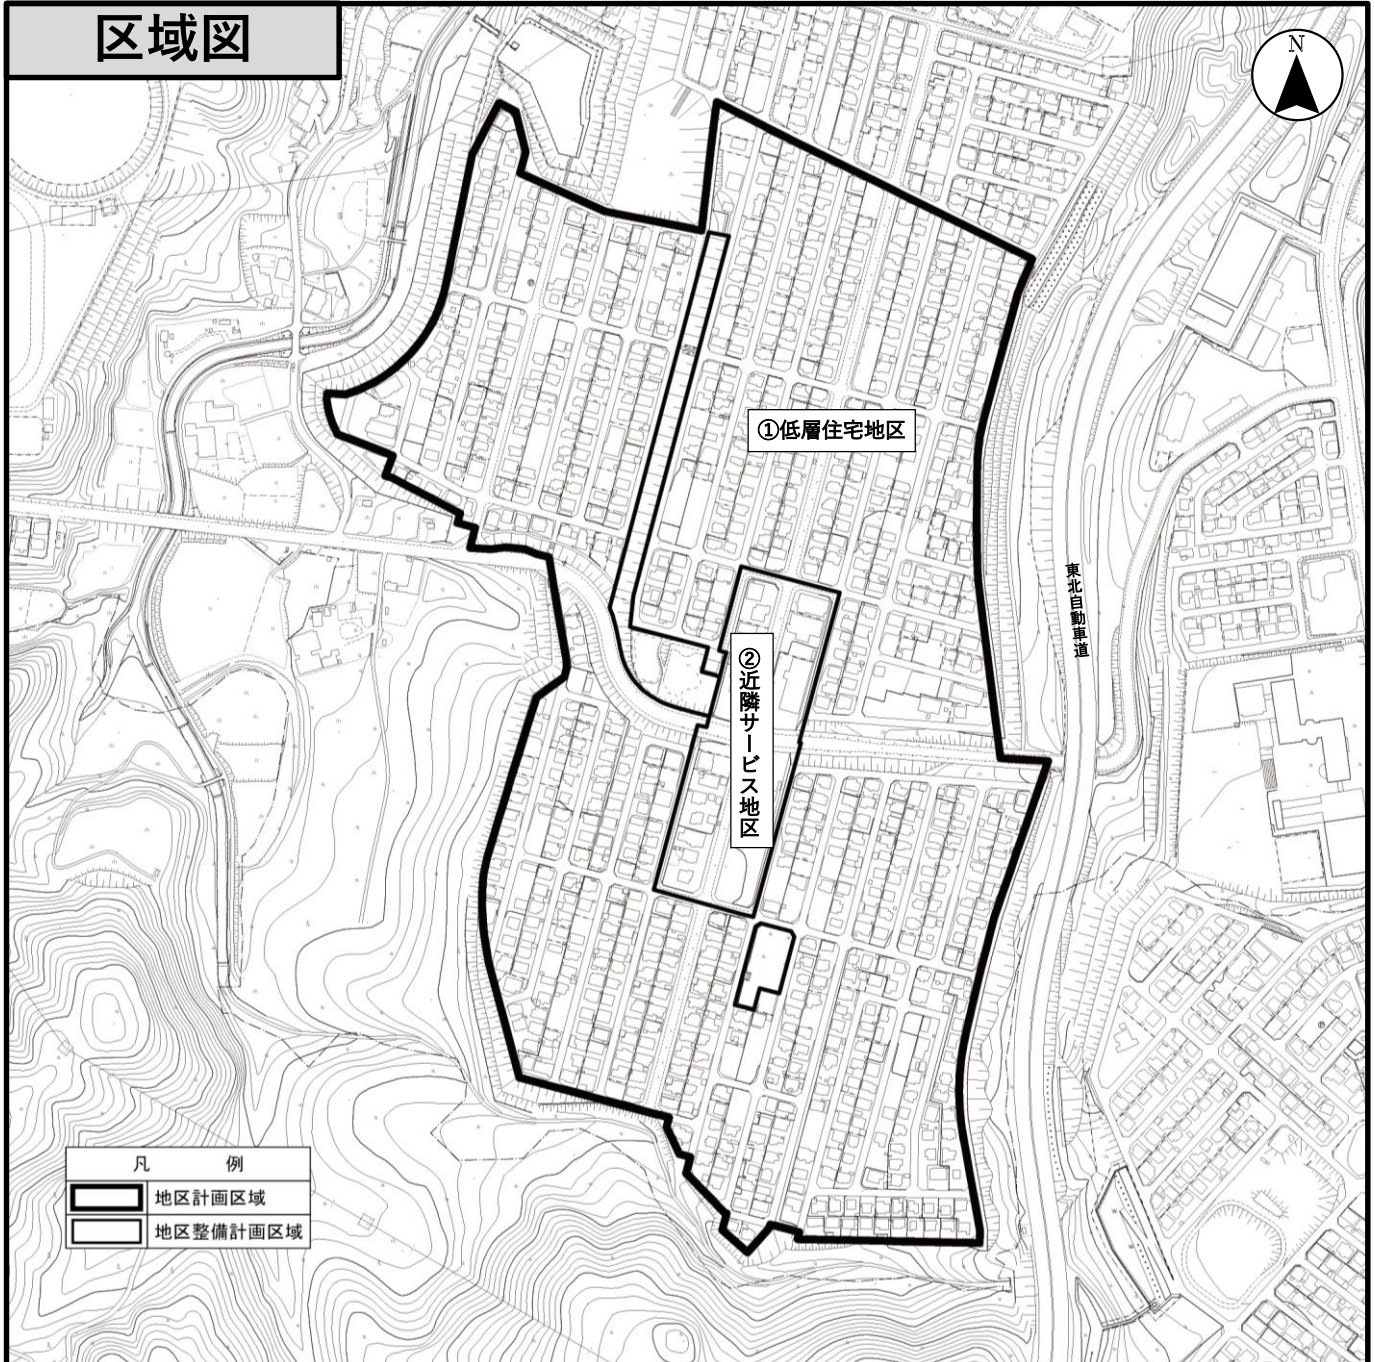 区域図
N
①低層住宅地区
東北自動車道
②近隣サービス地区
凡 例
地区計画区域
地区整備計画区域